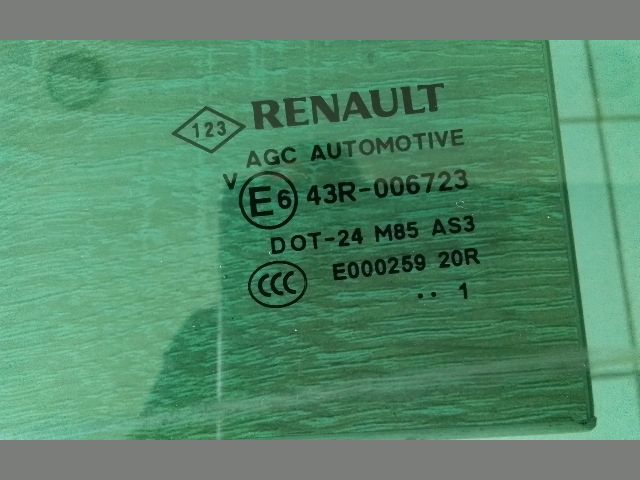 123 RENAULT
AGC AUTOMOTIVE
V
E6 43R-006723
DOT-24 M85 AS3
CCC E000259 20R
.. 1